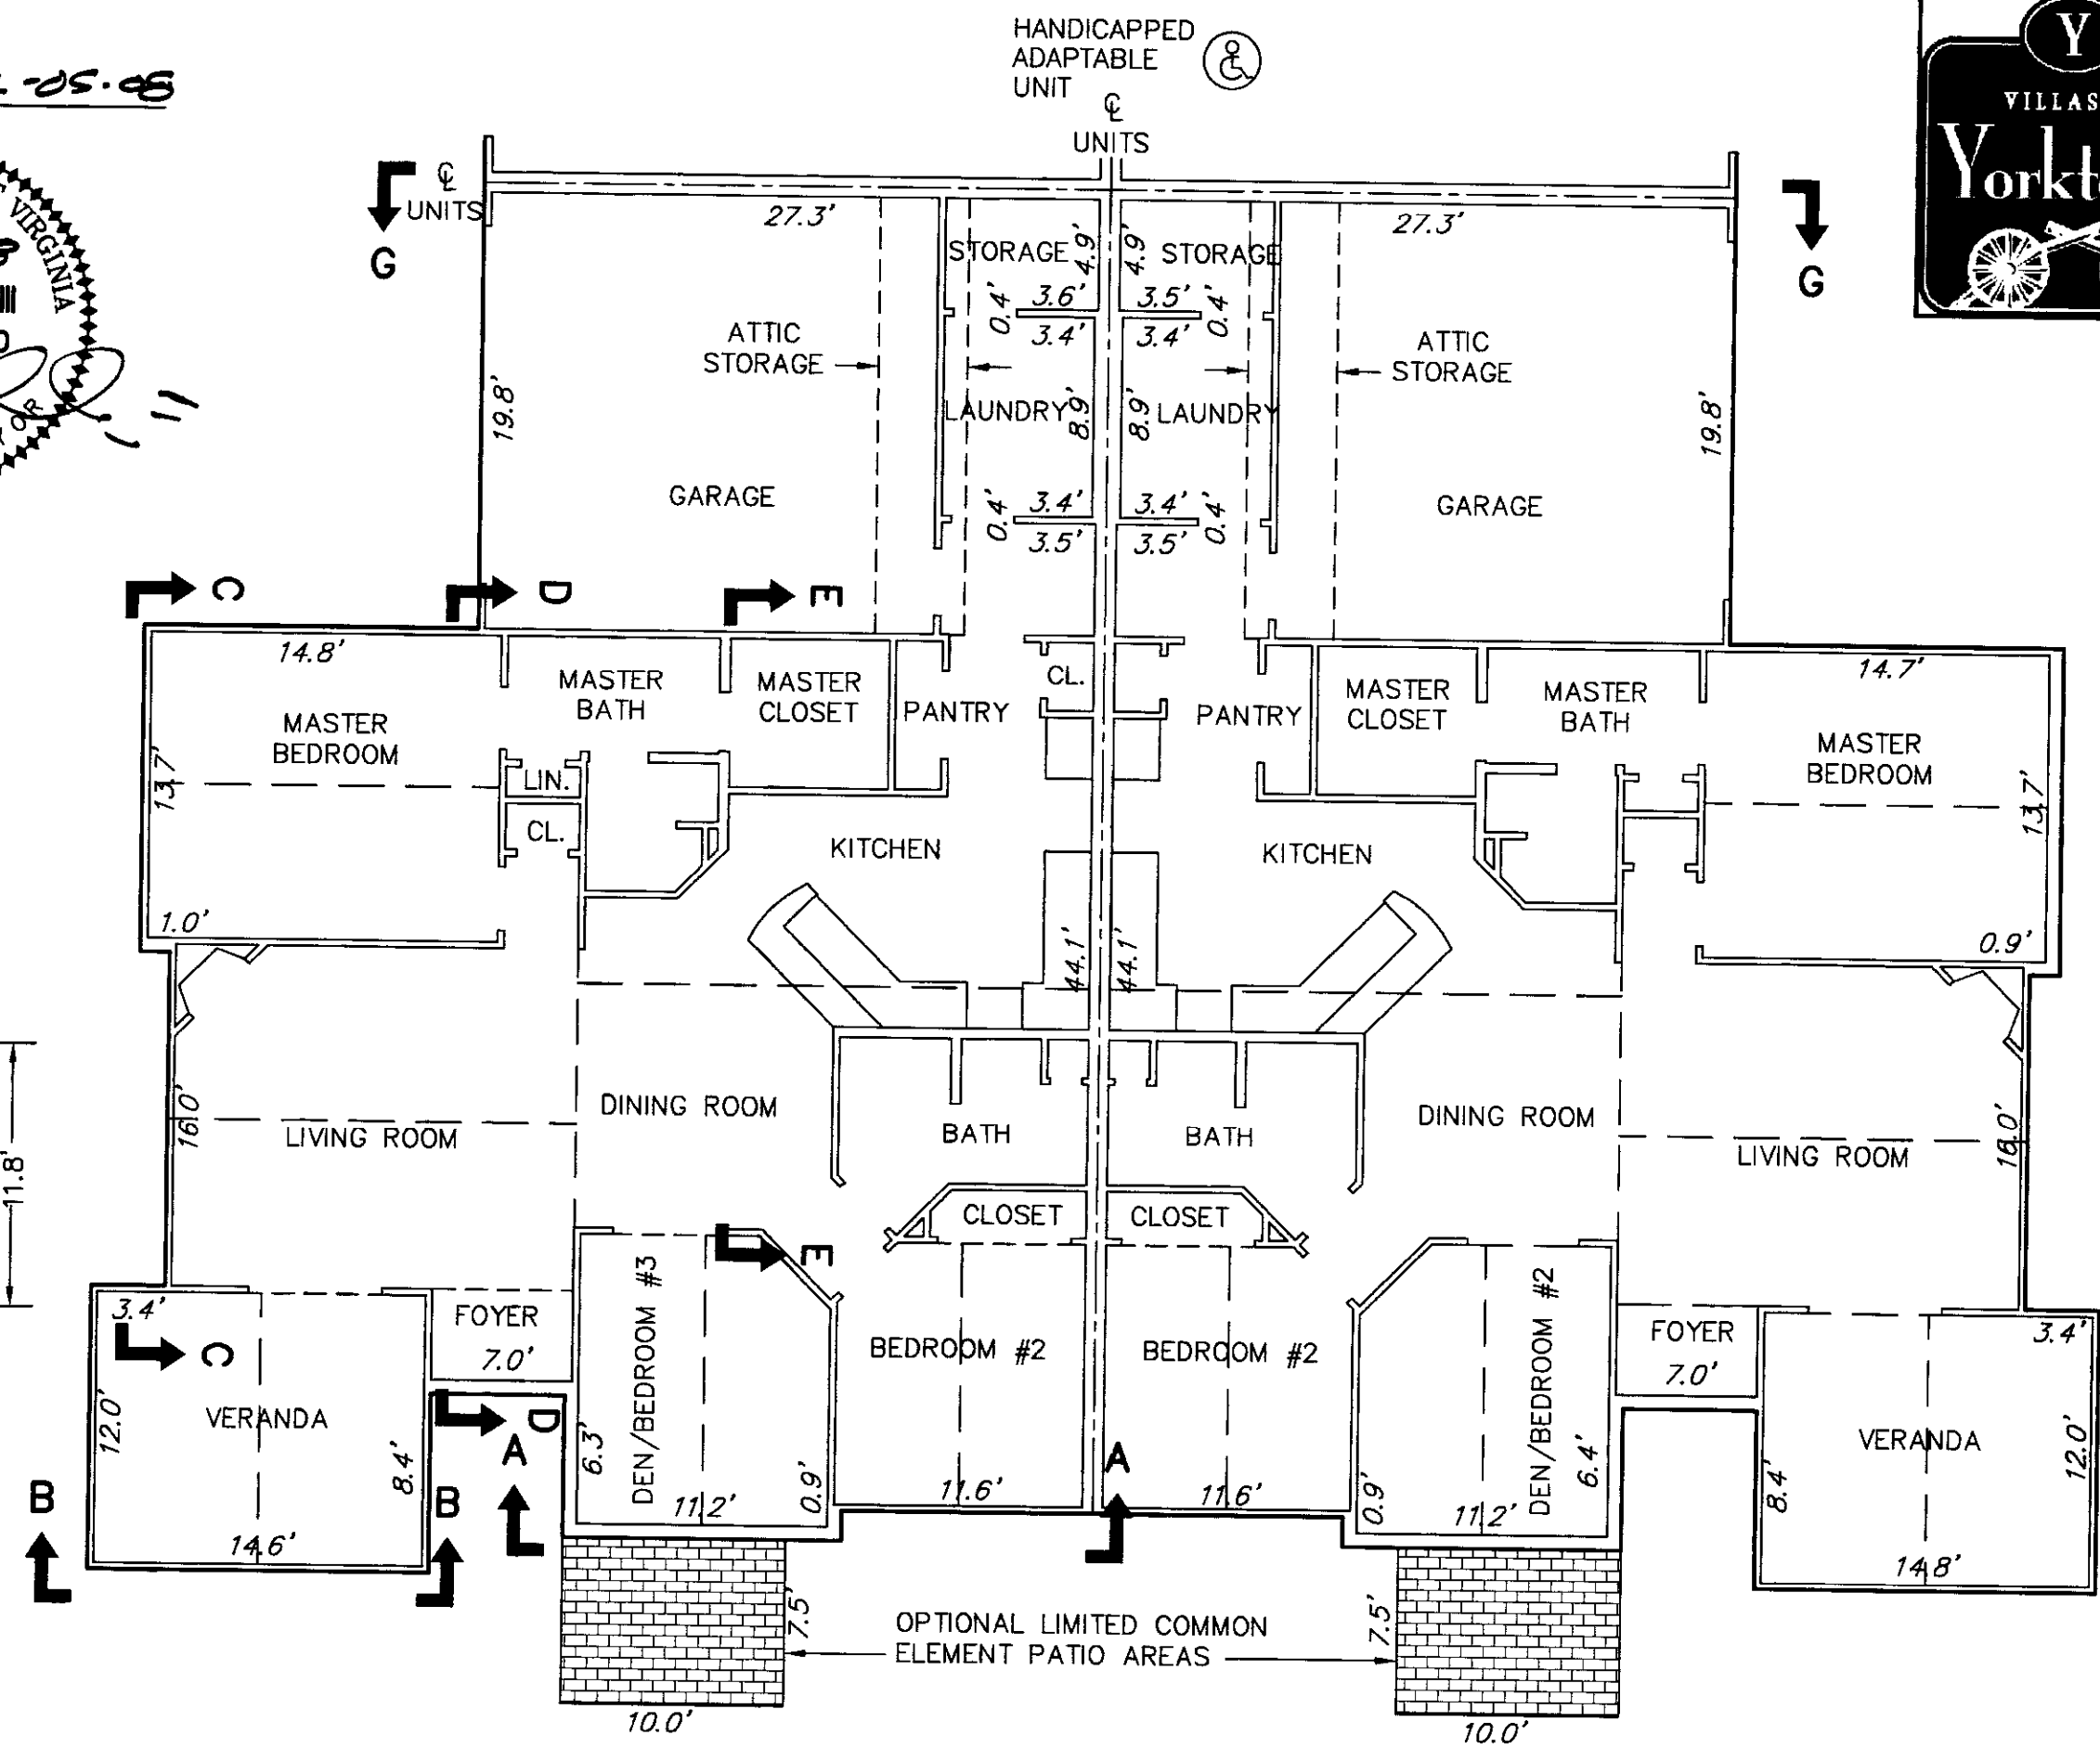 HANDICAPPED
ADAPTABLE
UNIT
℄
UNITS
Y
VILLAS
℄
UNITS
VIRGINIA
G
G
27.3'
27.3'
STORAGE
4.9'
4.9'
STORAGE
0.4'
3.6'
3.5'
0.4'
3.4'
3.4'
ATTIC
STORAGE
ATTIC
STORAGE
19.8'
LAUNDRY
8.9'
8.9'
LAUNDRY
19.8'
GARAGE
GARAGE
0.4'
3.4'
3.4'
0.4'
3.5'
3.5'
C
D
E
14.8'
14.7'
MASTER
BATH
MASTER
CLOSET
PANTRY
CL.
PANTRY
MASTER
CLOSET
MASTER
BATH
MASTER
BEDROOM
MASTER
BEDROOM
13.7'
LIN.
13.7'
CL.
KITCHEN
KITCHEN
1.0'
44.1'
44.1'
0.9'
11.8'
16.0'
LIVING ROOM
DINING ROOM
BATH
BATH
DINING ROOM
LIVING ROOM
16.0'
CLOSET
CLOSET
E
3.4'
C
FOYER
7.0'
DEN/BEDROOM #3
BEDROOM #2
BEDROOM #2
DEN/BEDROOM #2
FOYER
7.0'
3.4'
12.0'
VERANDA
8.4'
D
A
6.3'
11.2'
0.9'
11.6'
A
11.6'
0.9'
11.2'
6.4'
8.4'
VERANDA
12.0'
B
B
14.6'
14.8'
7.5'
OPTIONAL LIMITED COMMON
ELEMENT PATIO AREAS
7.5'
10.0'
10.0'